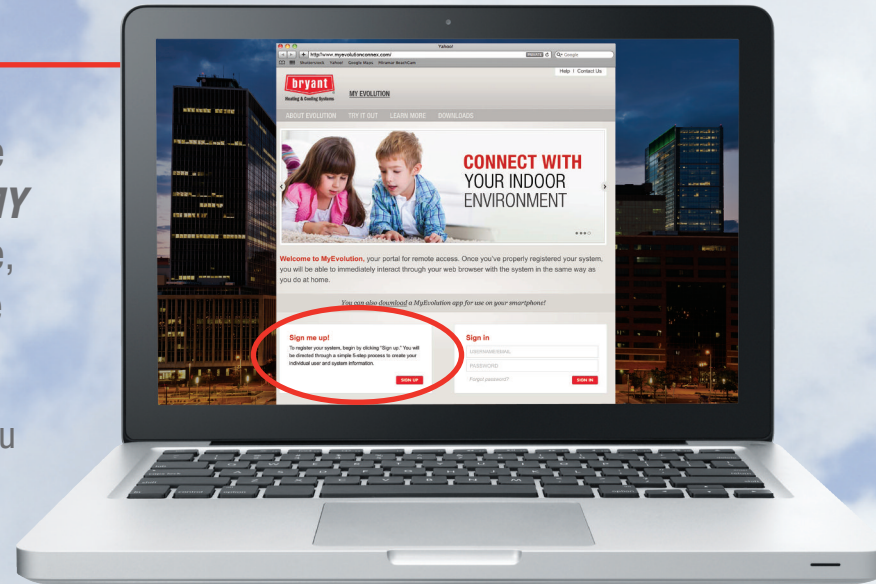 e
MY
e,
e
u
Yahoo!
http://www.myevolutionconnex.com/
Google
Yahoo! Google Maps
Help | Contact Us
bryant
Heating & Cooling Systems
MY EVOLUTION
ABOUT EVOLUTION TRY IT OUT LEARN MORE DOWNLOADS
CONNECT WITH
YOUR INDOOR
ENVIRONMENT
Welcome to MyEvolution, your portal for remote access. Once you've properly registered your system,
you will be able to immediately interact through your web browser with the system in the same way as
you do at home.
You can also download a MyEvolution app for use on your smartphone!
Sign me up!
To register your system, begin by clicking "Sign up." You will
be directed through a simple 5-step process to create your
individual user and system information.
SIGN UP
Sign in
USERNAME/EMAIL
PASSWORD
Forgot password?
SIGN IN